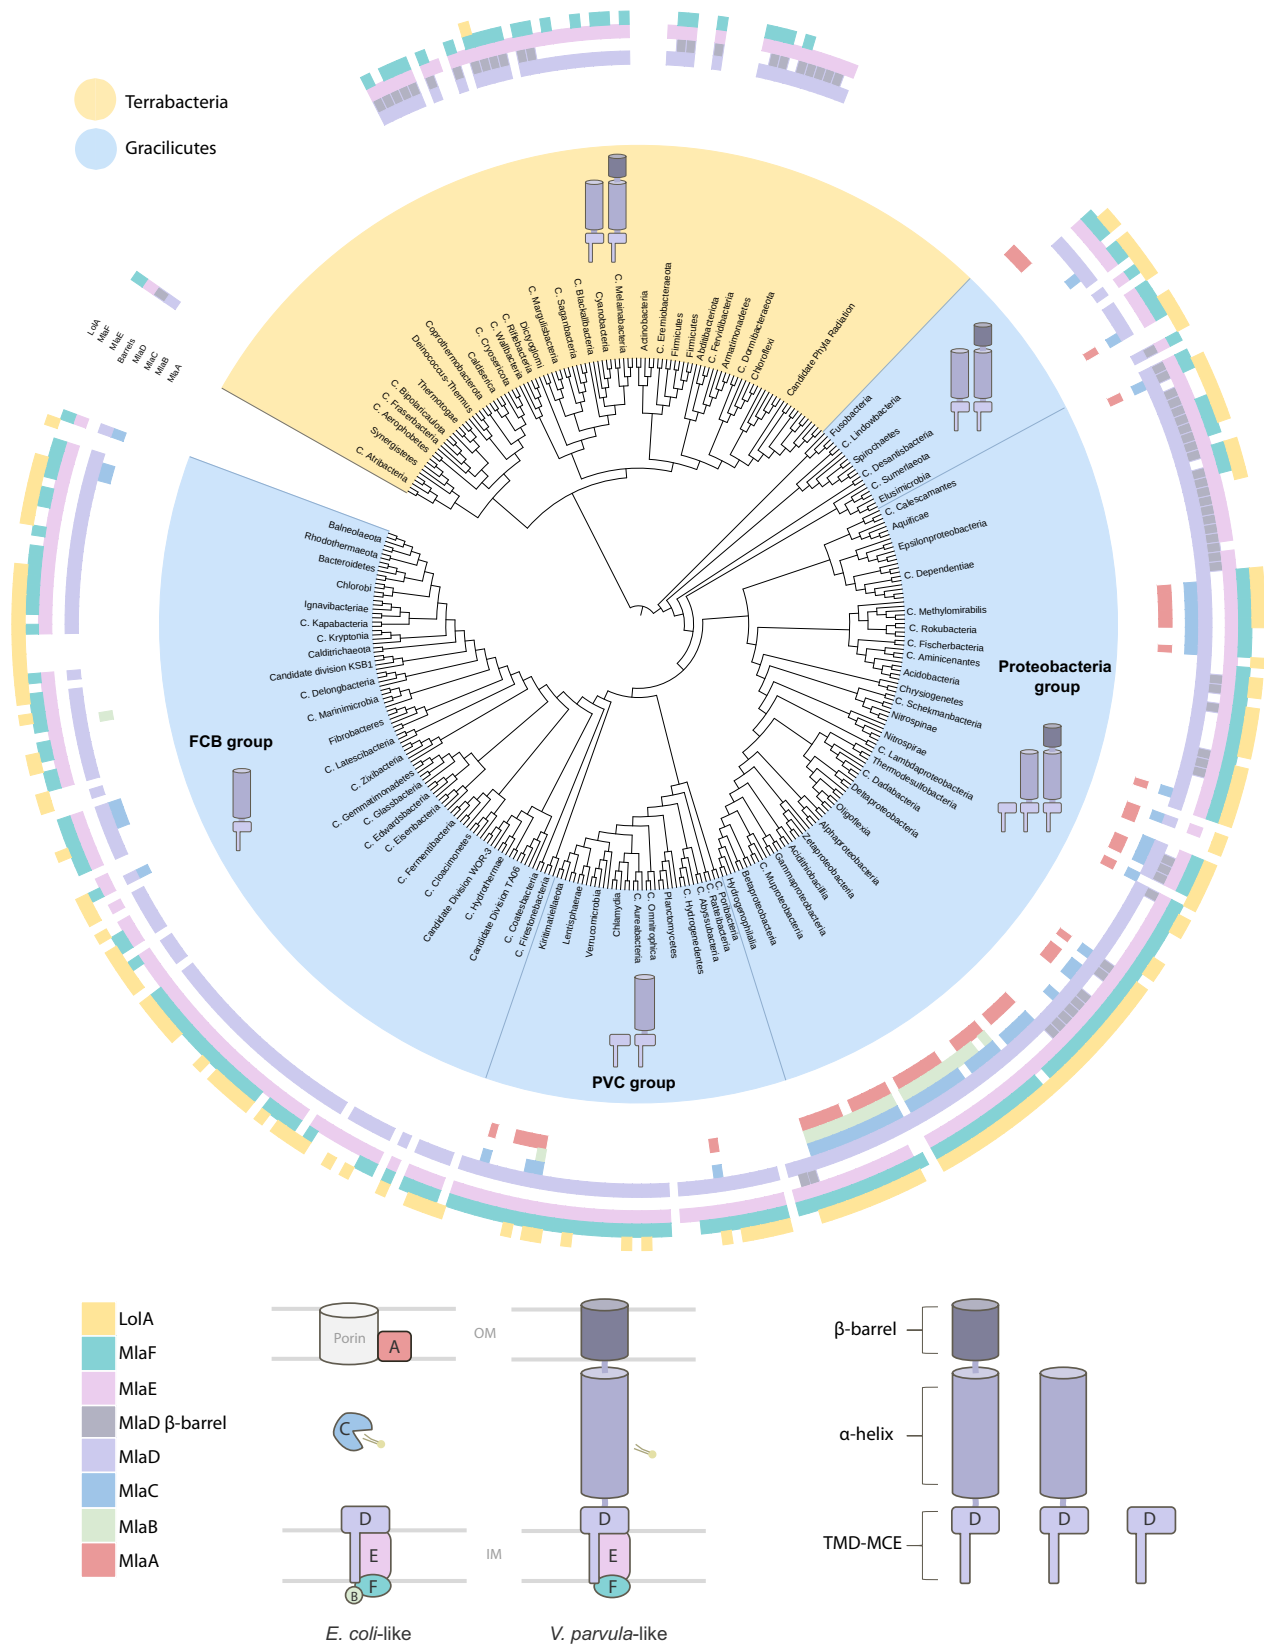 Terrabacteria
Gracilicutes
LolA
MlaF
MlaE
Barrels
MlaD
MlaC
MlaB
MlaA
C. Atribacteria
Synergistetes
C. Aerophobetes
C. Fraserbacteria
C. Bipolaricaulota
Thermotogae
Deinococcus-Thermus
Coprothermobacterota
Caldiserica
C. Cryosericota
C. Wallbacteria
C. Riflebacteria
Dictyoglomi
C. Margulisbacteria
C. Saganbacteria
C. Blackallbacteria
Cyanobacteria
C. Melainabacteria
Actinobacteria
C. Eremiobacteraeota
Firmicutes
Firmicutes
Abditibacteriota
C. Fervidibacteria
Armatimonadetes
C. Dormibacteraeota
Chloroflexi
Candidate Phyla Radiation
Fusobacteria
C. Lindowbacteria
Spirochaetes
C. Desantisbacteria
C. Sumerlaeota
Elusimicrobia
C. Calescamantes
Aquificae
Epsilonproteobacteria
C. Dependentiae
C. Methylomirabilis
C. Rokubacteria
C. Fischerbacteria
C. Aminicenantes
Acidobacteria
Chrysiogenetes
C. Schekmanbacteria
Nitrospinae
Nitrospirae
C. Lambdaproteobacteria
Thermodesulfobacteria
C. Dadabacteria
Deltaproteobacteria
Oligoflexia
Alphaproteobacteria
Zetaproteobacteria
Acidithiobacillia
Gammaproteobacteria
C. Muproteobacteria
Betaproteobacteria
Hydrogenophilalia
C. Poribacteria
C. Raiteibacteria
C. Abyssubacteria
C. Hydrogenedentes
Planctomycetes
C. Omnitrophica
C. Aureabacteria
Chlamydia
Verrucomicrobia
Lentisphaerae
Kiritimatiellaeota
C. Firestonebacteria
C. Coatesbacteria
Candidate Division TA06
C. Hydrothermae
Candidate Division WOR-3
C. Cloacimonetes
C. Fermentibacteria
C. Eisenbacteria
C. Edwardsbacteria
C. Glassbacteria
C. Gemmatimonadetes
C. Zixibacteria
C. Latescibacteria
Fibrobacteres
C. Marinimicrobia
C. Delongbacteria
Candidate division KSB1
Calditrichaeota
C. Kryptonia
C. Kapabacteria
Ignavibacteriae
Chlorobi
Bacteroidetes
Rhodothermaeota
Balneolaeota
Proteobacteria
group
FCB group
PVC group
LolA
MlaF
MlaE
MlaD β-barrel
MlaD
MlaC
MlaB
MlaA
Porin
A
OM
C
D
E
F
B
IM
D
E
F
E. coli-like
V. parvula-like
β-barrel
α-helix
TMD-MCE
D
D
D